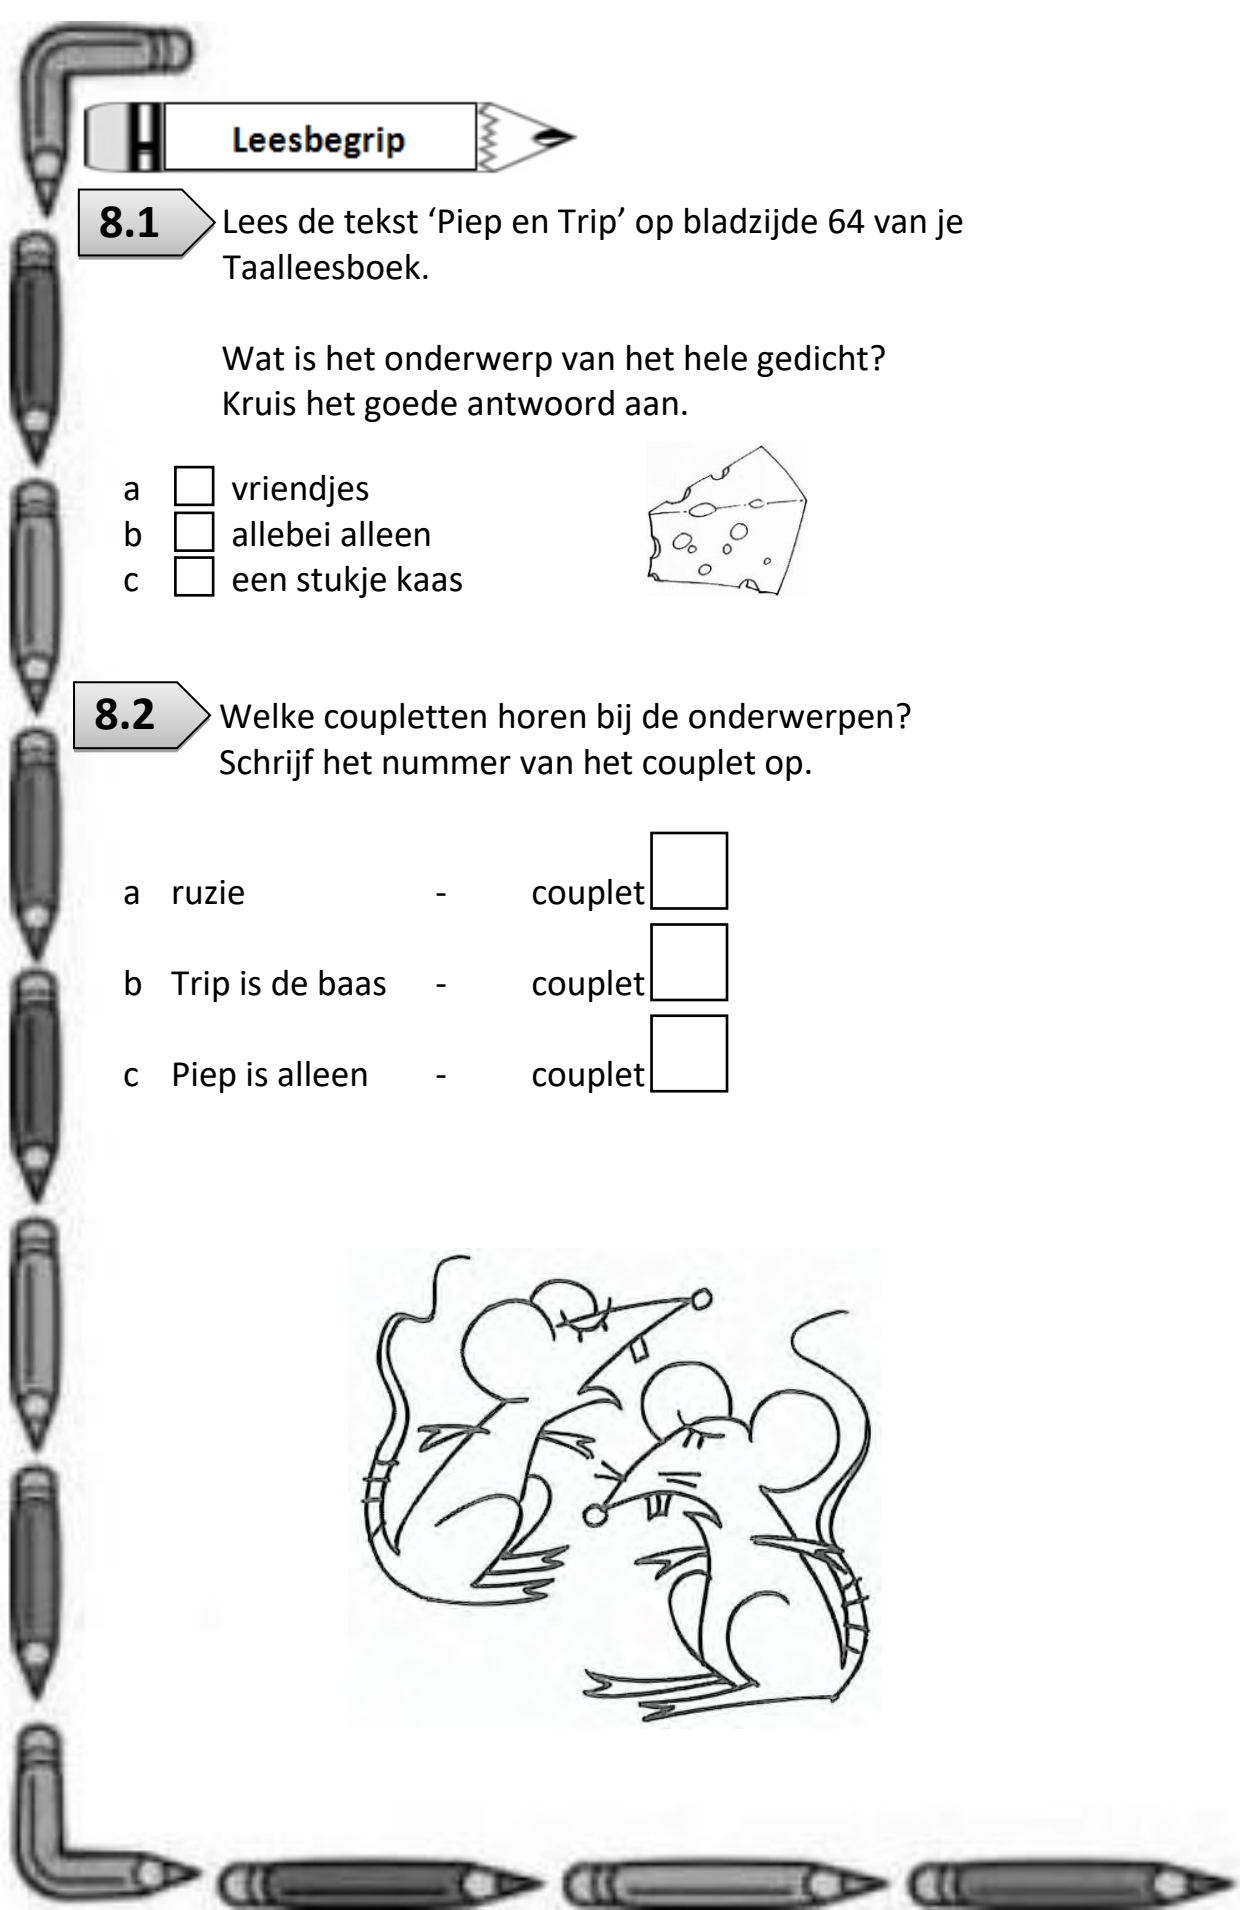 Leesbegrip
8.1 Lees de tekst ‘Piep en Trip’ op bladzijde 64 van je
Taalleesboek.
Wat is het onderwerp van het hele gedicht?
Kruis het goede antwoord aan.
a vriendjes
b allebei alleen
c een stukje kaas
8.2 Welke coupletten horen bij de onderwerpen?
Schrijf het nummer van het couplet op.
a ruzie - couplet
b Trip is de baas - couplet
c Piep is alleen - couplet